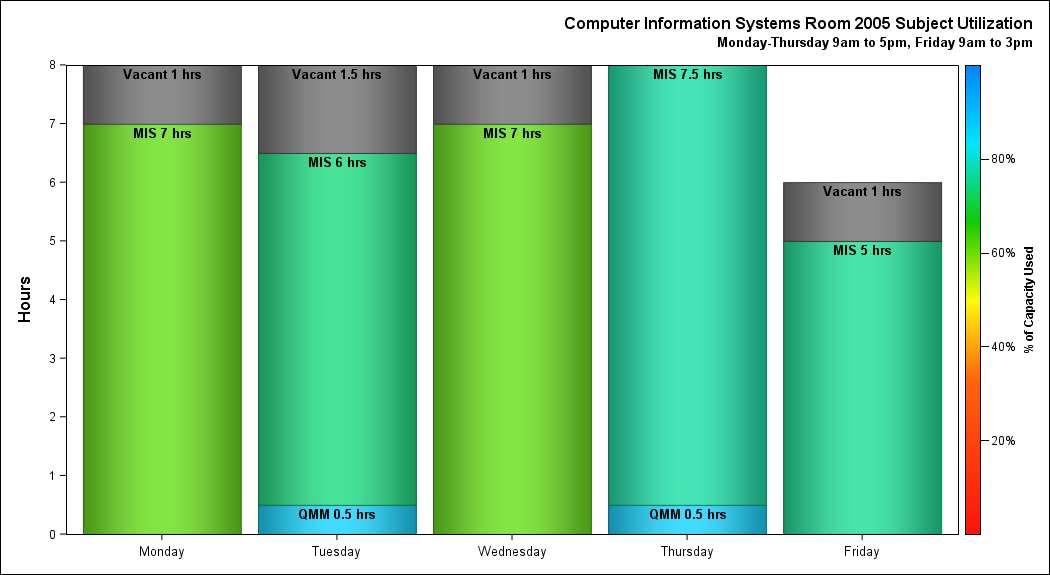 Computer Information Systems Room 2005 Subject Utilization
Monday-Thursday 9am to 5pm, Friday 9am to 3pm
Hours
8
7
6
5
4
3
2
1
0
Vacant 1 hrs
MIS 7 hrs
Vacant 1.5 hrs
MIS 6 hrs
QMM 0.5 hrs
Vacant 1 hrs
MIS 7 hrs
MIS 7.5 hrs
QMM 0.5 hrs
Vacant 1 hrs
MIS 5 hrs
Monday
Tuesday
Wednesday
Thursday
Friday
80%
60%
40%
20%
% of Capacity Used